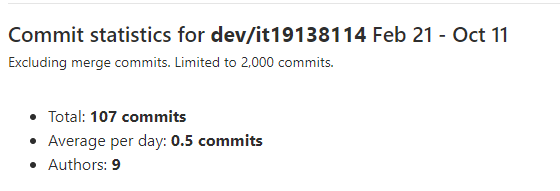 Commit statistics for dev/it19138114 Feb 21 - Oct 11
Excluding merge commits. Limited to 2,000 commits.
• Total: 107 commits
• Average per day: 0.5 commits
• Authors: 9